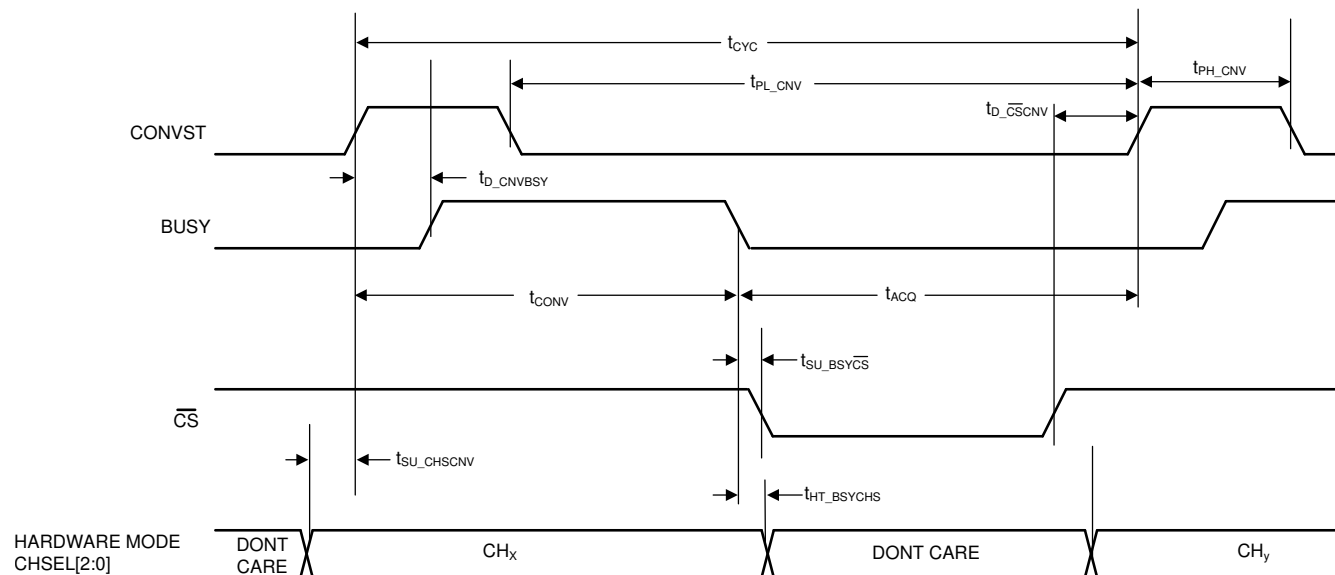 tCYC
tPL_CNV
tPH_CNV
tD_CSCNV
CONVST
tD_CNVBSY
BUSY
tCONV
tACQ
tSU_BSYCS
CS
tSU_CHSCNV
tHT_BSYCHS
HARDWARE MODE
CHSEL[2:0]
DONT
CARE
CHX
DONT CARE
CHy